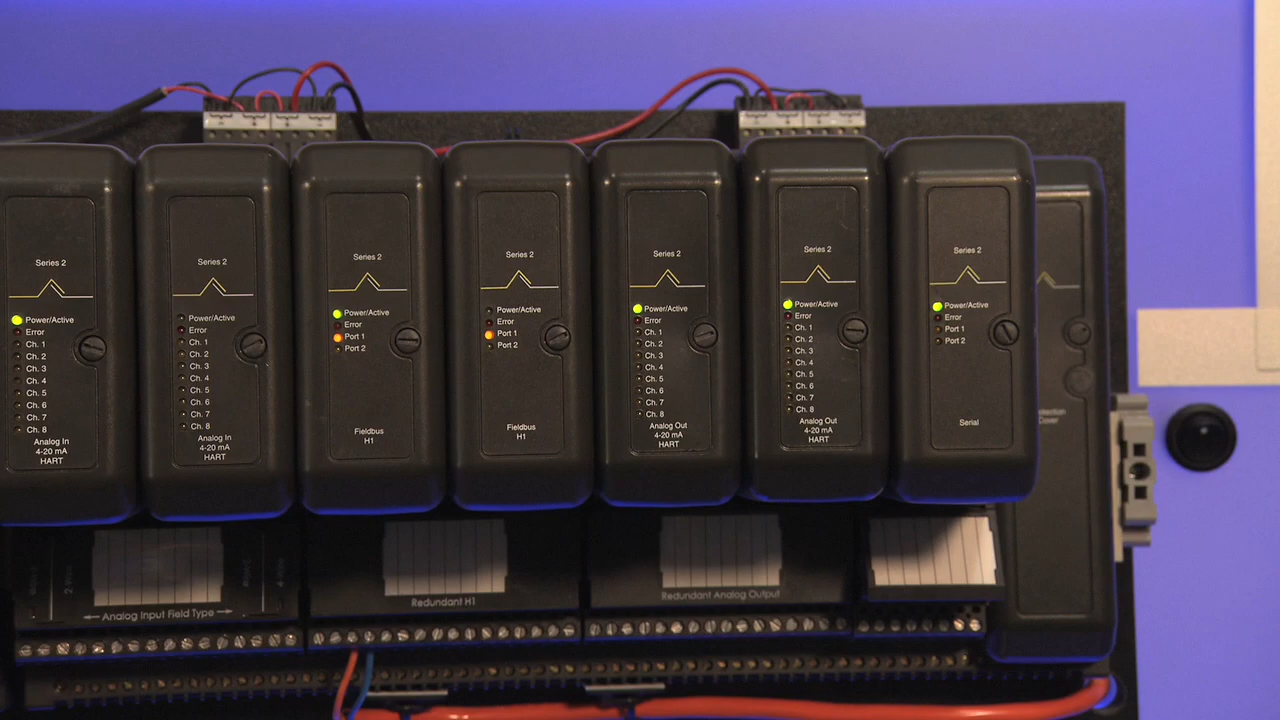 Series 2
Power/Active
Error
Ch. 1
Ch. 2
Ch. 3
Ch. 4
Ch. 5
Ch. 6
Ch. 7
Ch. 8
Analog In
4-20 mA
HART
Series 2
Power/Active
Error
Ch. 1
Ch. 2
Ch. 3
Ch. 4
Ch. 5
Ch. 6
Ch. 7
Ch. 8
Analog In
4-20 mA
HART
Series 2
Power/Active
Error
Port 1
Port 2
Fieldbus
H1
Series 2
Power/Active
Error
Port 1
Port 2
Fieldbus
H1
Series 2
Power/Active
Error
Ch. 1
Ch. 2
Ch. 3
Ch. 4
Ch. 5
Ch. 6
Ch. 7
Ch. 8
Analog Out
4-20 mA
HART
Series 2
Power/Active
Error
Ch. 1
Ch. 2
Ch. 3
Ch. 4
Ch. 5
Ch. 6
Ch. 7
Ch. 8
Analog Out
4-20 mA
HART
Series 2
Power/Active
Error
Port 1
Port 2
Serial
Cover
Analog Input Field Type
Redundant H1
Redundant Analog Output